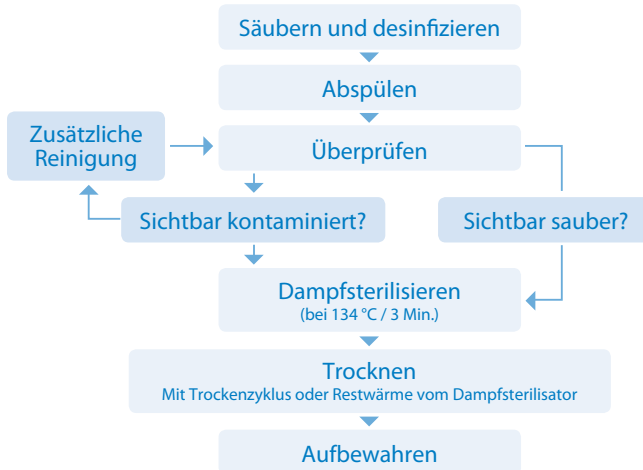 Säubern und desinfizieren
Abspülen
Zusätzliche
Reinigung
Überprüfen
Sichtbar kontaminiert?
Sichtbar sauber?
Dampfsterilisieren
(bei 134 °C / 3 Min.)
Trocknen
Mit Trockenzyklus oder Restwärme vom Dampfsterilisator
Aufbewahren